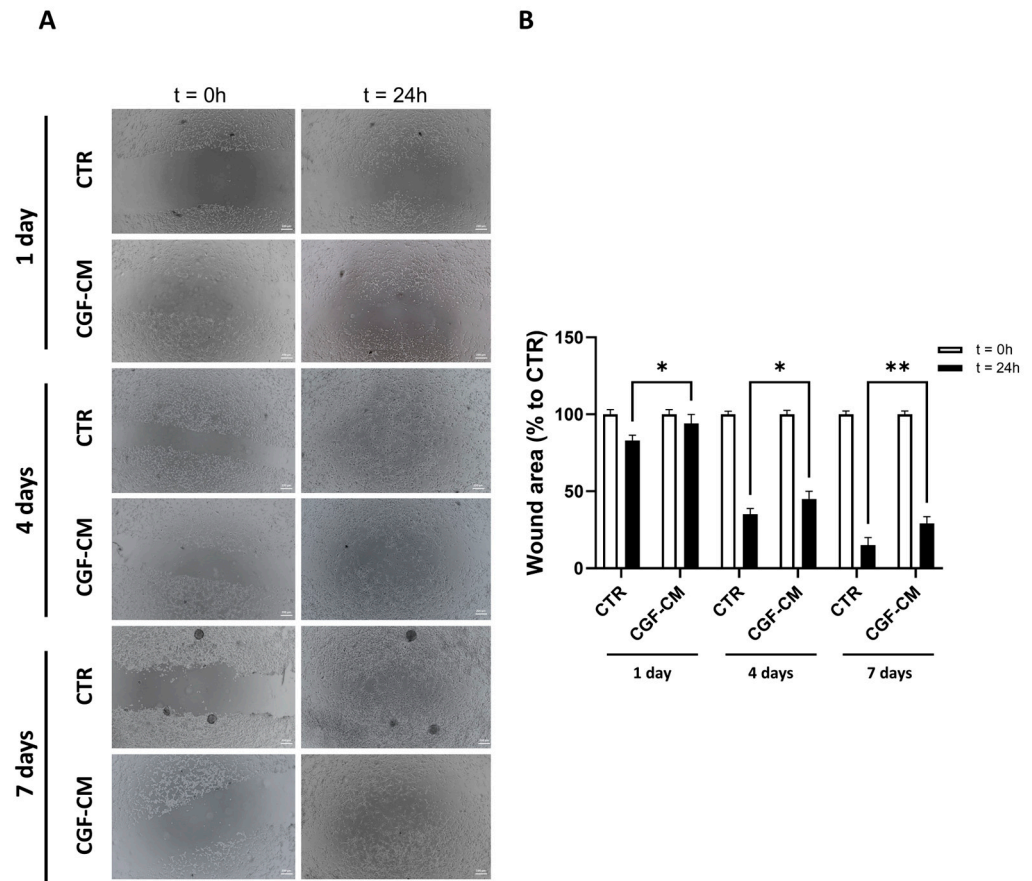 A
B
t = 0h
t = 24h
1 day
CTR
CGF-CM
4 days
CTR
CGF-CM
7 days
CTR
CGF-CM
Wound area (% to CTR)
150
100
50
0
*
*
**
t = 0h
t = 24h
CTR
CGF-CM
CTR
CGF-CM
CTR
CGF-CM
1 day
4 days
7 days